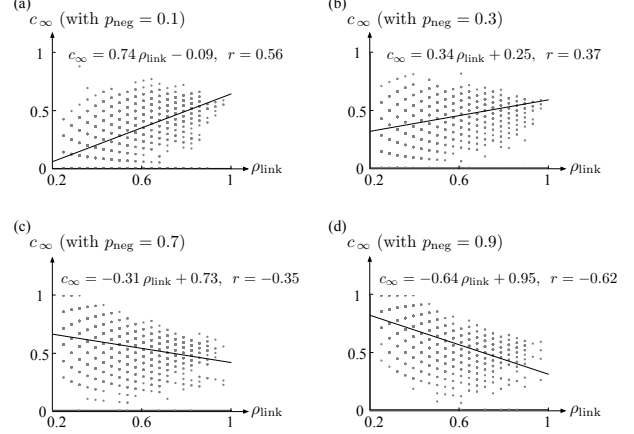 (a)
c∞ (with pneg = 0.1)
1
c∞ = 0.74 ρlink − 0.09, r = 0.56
0.5
0
0.2 0.6 1 ρlink
(b)
c∞ (with pneg = 0.3)
1
c∞ = 0.34 ρlink + 0.25, r = 0.37
0.5
0
0.2 0.6 1 ρlink
(c)
c∞ (with pneg = 0.7)
c∞ = −0.31 ρlink + 0.73, r = −0.35
1
0.5
0
0.2 0.6 1 ρlink
(d)
c∞ (with pneg = 0.9)
c∞ = −0.64 ρlink + 0.95, r = −0.62
1
0.5
0
0.2 0.6 1 ρlink